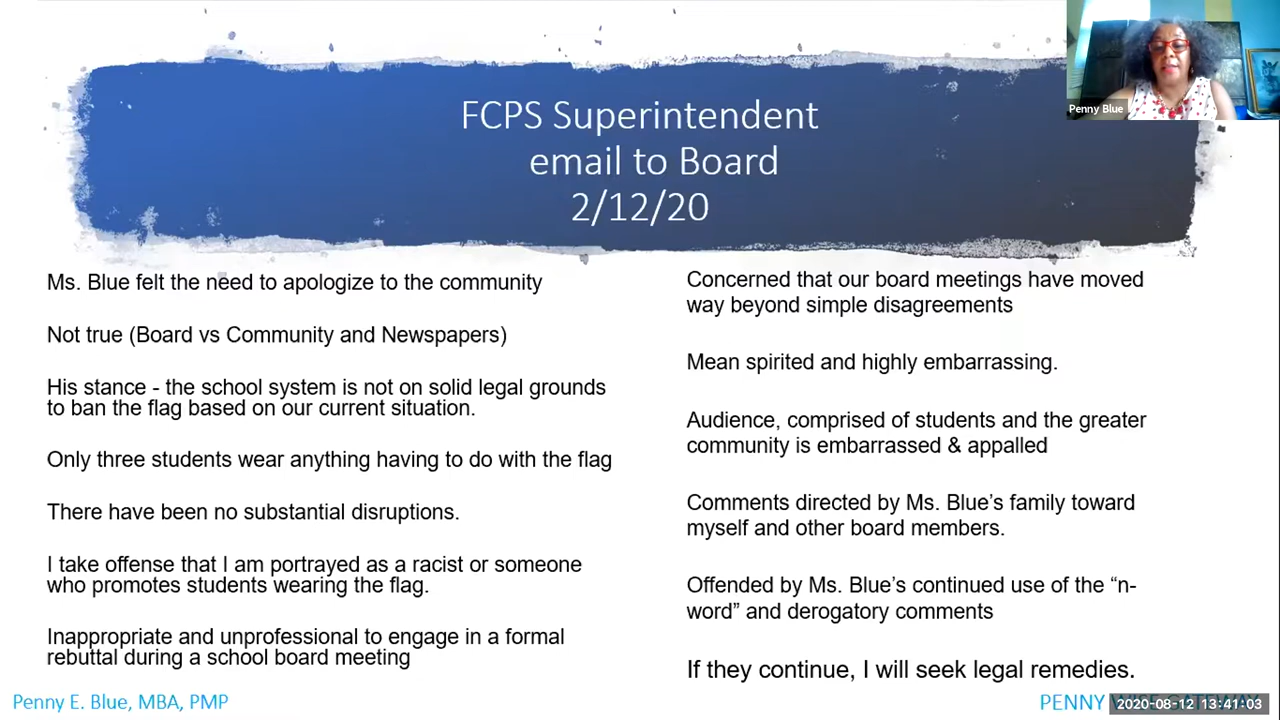 FCPS Superintendent
email to Board
2/12/20
Penny Blue
Ms. Blue felt the need to apologize to the community
Not true (Board vs Community and Newspapers)
His stance - the school system is not on solid legal grounds
to ban the flag based on our current situation.
Only three students wear anything having to do with the flag
There have been no substantial disruptions.
I take offense that I am portrayed as a racist or someone
who promotes students wearing the flag.
Inappropriate and unprofessional to engage in a formal
rebuttal during a school board meeting
Concerned that our board meetings have moved
way beyond simple disagreements
Mean spirited and highly embarrassing.
Audience, comprised of students and the greater
community is embarrassed & appalled
Comments directed by Ms. Blue’s family toward
myself and other board members.
Offended by Ms. Blue’s continued use of the “n-
word” and derogatory comments
If they continue, I will seek legal remedies.
Penny E. Blue, MBA, PMP
PENNY
2020-08-12 13:41:03